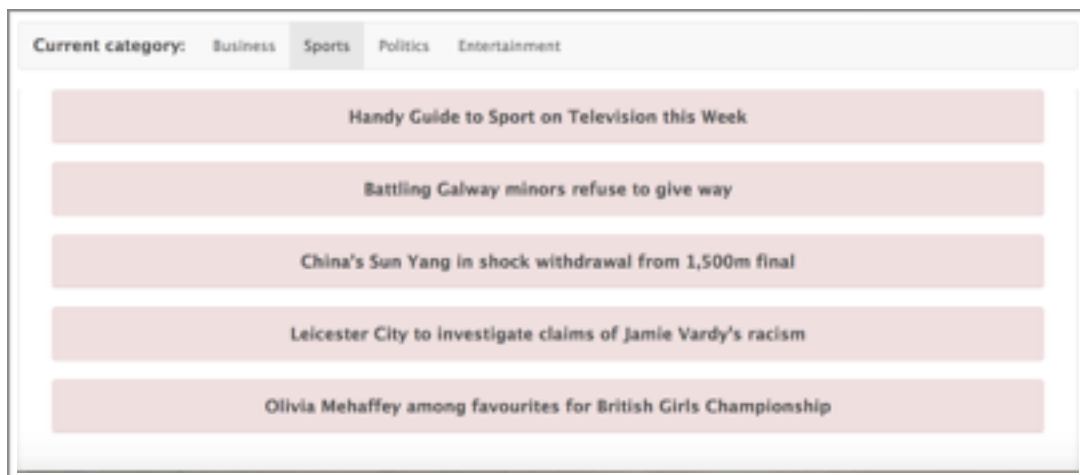 Current category: Business Sports Politics Entertainment
Handy Guide to Sport on Television this Week
Battling Galway minors refuse to give way
China's Sun Yang in shock withdrawal from 1,500m final
Leicester City to investigate claims of Jamie Vardy's racism
Olivia Mehaffey among favourites for British Girls Championship